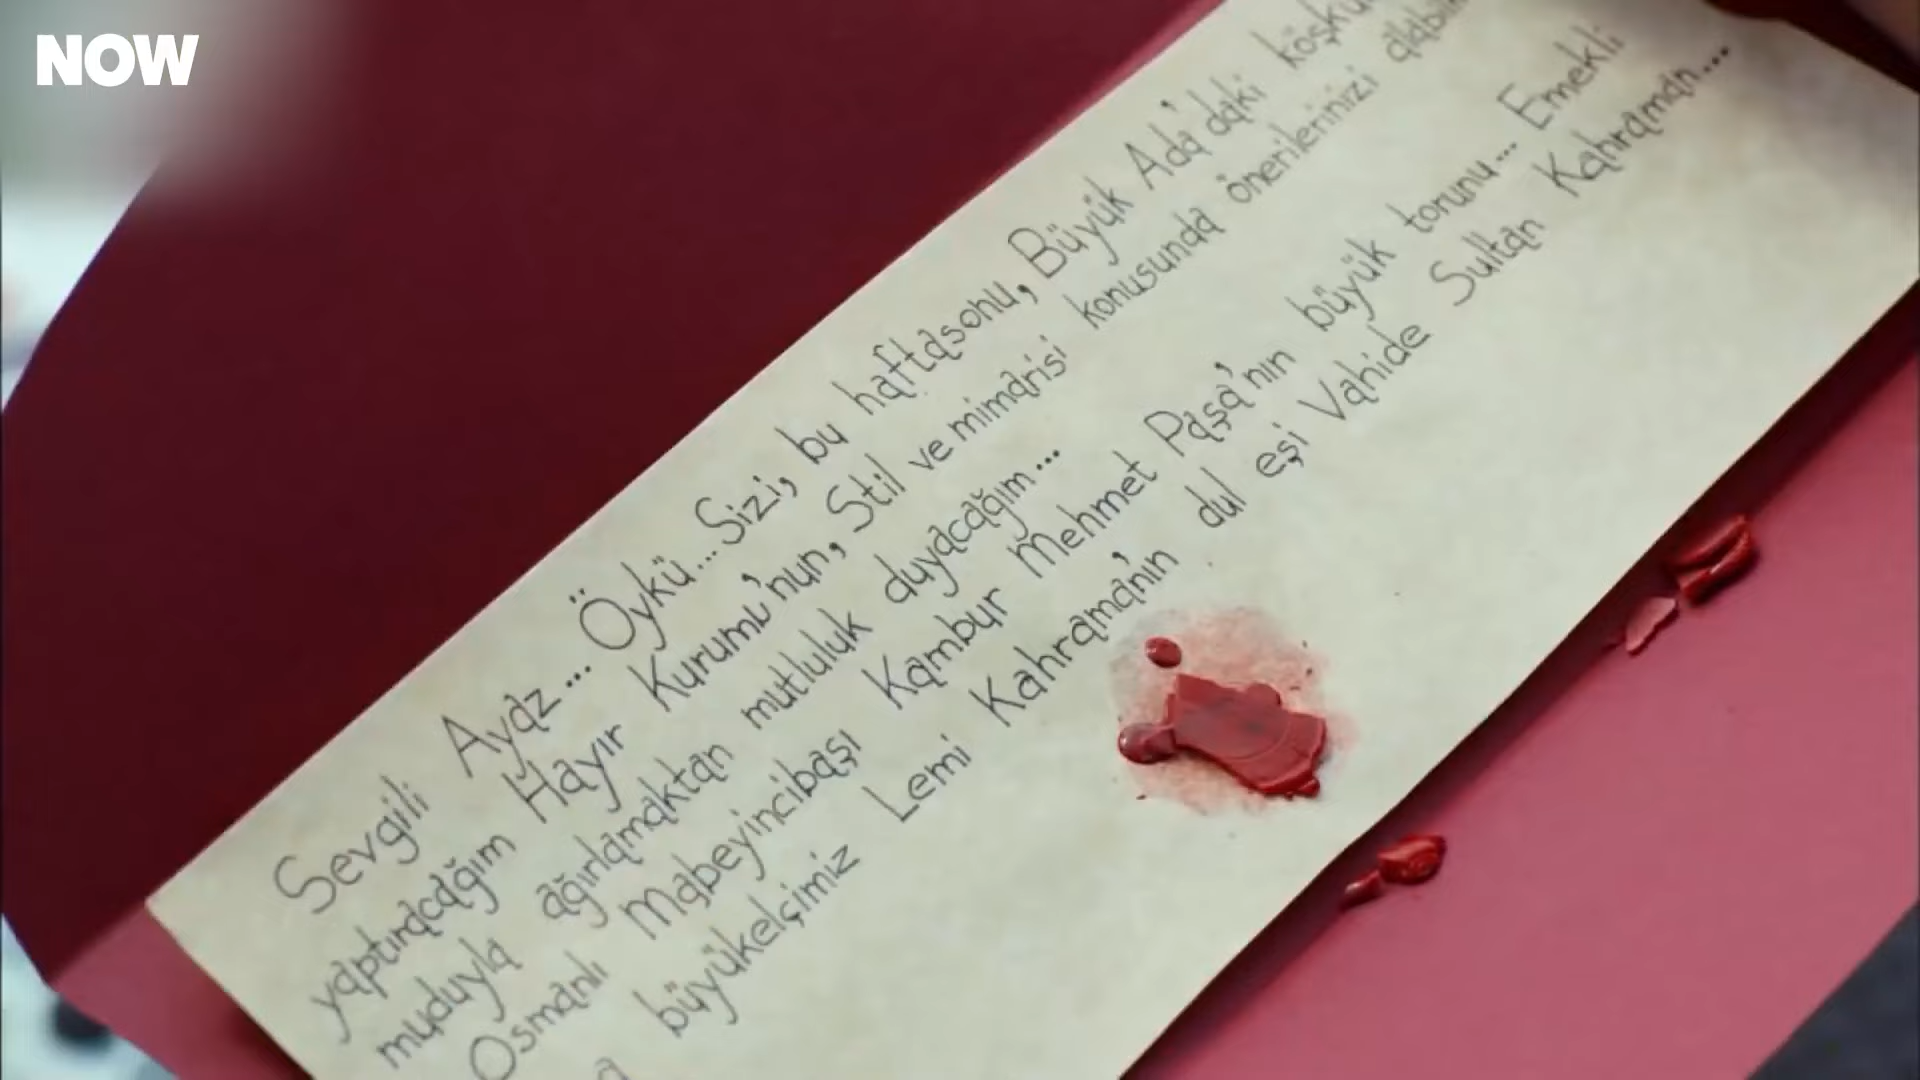 NOW
Sevgili Ayaz... Öykü... Sizi, bu haftasonu, Büyük Ada'daki
yaptıracağım Hayır Kurumu'nun, Stil ve mimarisi konusunda önerilerinizi
muduyla ağırlamaktan mutluluk duyacağım...
Osmanlı Mabeyincibaşı Kambur Mehmet Paşa'nın büyük torunu... Emekli
büyükelçimiz Lemi Kahraman'nın dul eşi Vahide Sultan Kahraman...